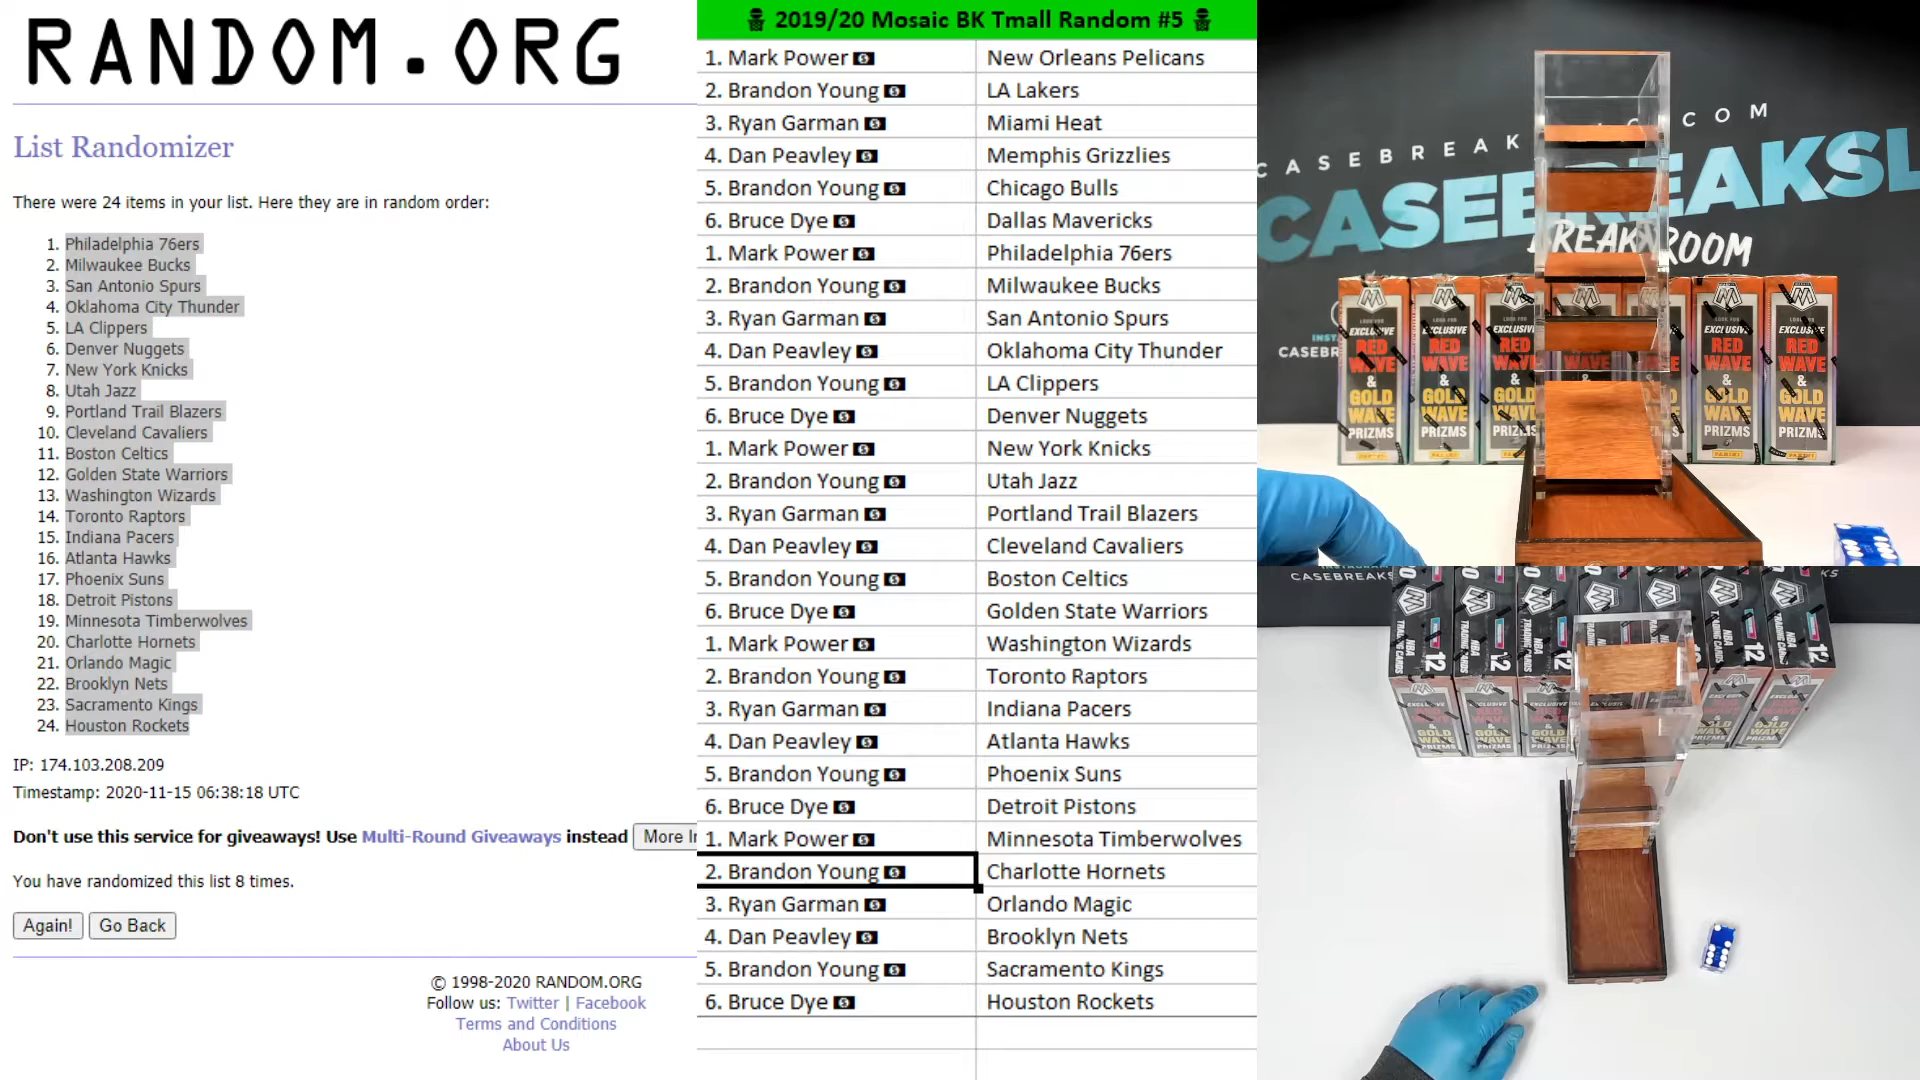 RANDOM.ORG
List Randomizer
There were 24 items in your list. Here they are in random order:
1. Philadelphia 76ers
2. Milwaukee Bucks
3. San Antonio Spurs
4. Oklahoma City Thunder
5. LA Clippers
6. Denver Nuggets
7. New York Knicks
8. Utah Jazz
9. Portland Trail Blazers
10. Cleveland Cavaliers
11. Boston Celtics
12. Golden State Warriors
13. Washington Wizards
14. Toronto Raptors
15. Indiana Pacers
16. Atlanta Hawks
17. Phoenix Suns
18. Detroit Pistons
19. Minnesota Timberwolves
20. Charlotte Hornets
21. Orlando Magic
22. Brooklyn Nets
23. Sacramento Kings
24. Houston Rockets
IP: 174.103.208.209
Timestamp: 2020-11-15 06:38:18 UTC
Don't use this service for giveaways! Use Multi-Round Giveaways instead More In
You have randomized this list 8 times.
Again! Go Back
© 1998-2020 RANDOM.ORG
Follow us: Twitter | Facebook
Terms and Conditions
About Us
2019/20 Mosaic BK Tmall Random #5
1. Mark Power New Orleans Pelicans
2. Brandon Young LA Lakers
3. Ryan Garman Miami Heat
4. Dan Peavley Memphis Grizzlies
5. Brandon Young Chicago Bulls
6. Bruce Dye Dallas Mavericks
1. Mark Power Philadelphia 76ers
2. Brandon Young Milwaukee Bucks
3. Ryan Garman San Antonio Spurs
4. Dan Peavley Oklahoma City Thunder
5. Brandon Young LA Clippers
6. Bruce Dye Denver Nuggets
1. Mark Power New York Knicks
2. Brandon Young Utah Jazz
3. Ryan Garman Portland Trail Blazers
4. Dan Peavley Cleveland Cavaliers
5. Brandon Young Boston Celtics
6. Bruce Dye Golden State Warriors
1. Mark Power Washington Wizards
2. Brandon Young Toronto Raptors
3. Ryan Garman Indiana Pacers
4. Dan Peavley Atlanta Hawks
5. Brandon Young Phoenix Suns
6. Bruce Dye Detroit Pistons
1. Mark Power Minnesota Timberwolves
2. Brandon Young Charlotte Hornets
3. Ryan Garman Orlando Magic
4. Dan Peavley Brooklyn Nets
5. Brandon Young Sacramento Kings
6. Bruce Dye Houston Rockets
CASEBREAK COM
CASEBREAKSL
BREAK ROOM
EXCLUSIVE
RED
WAVE
&
GOLD
WAVE
PRIZMS
PANINI
CASEBREAKS
NBA
TRADING CARDS
12